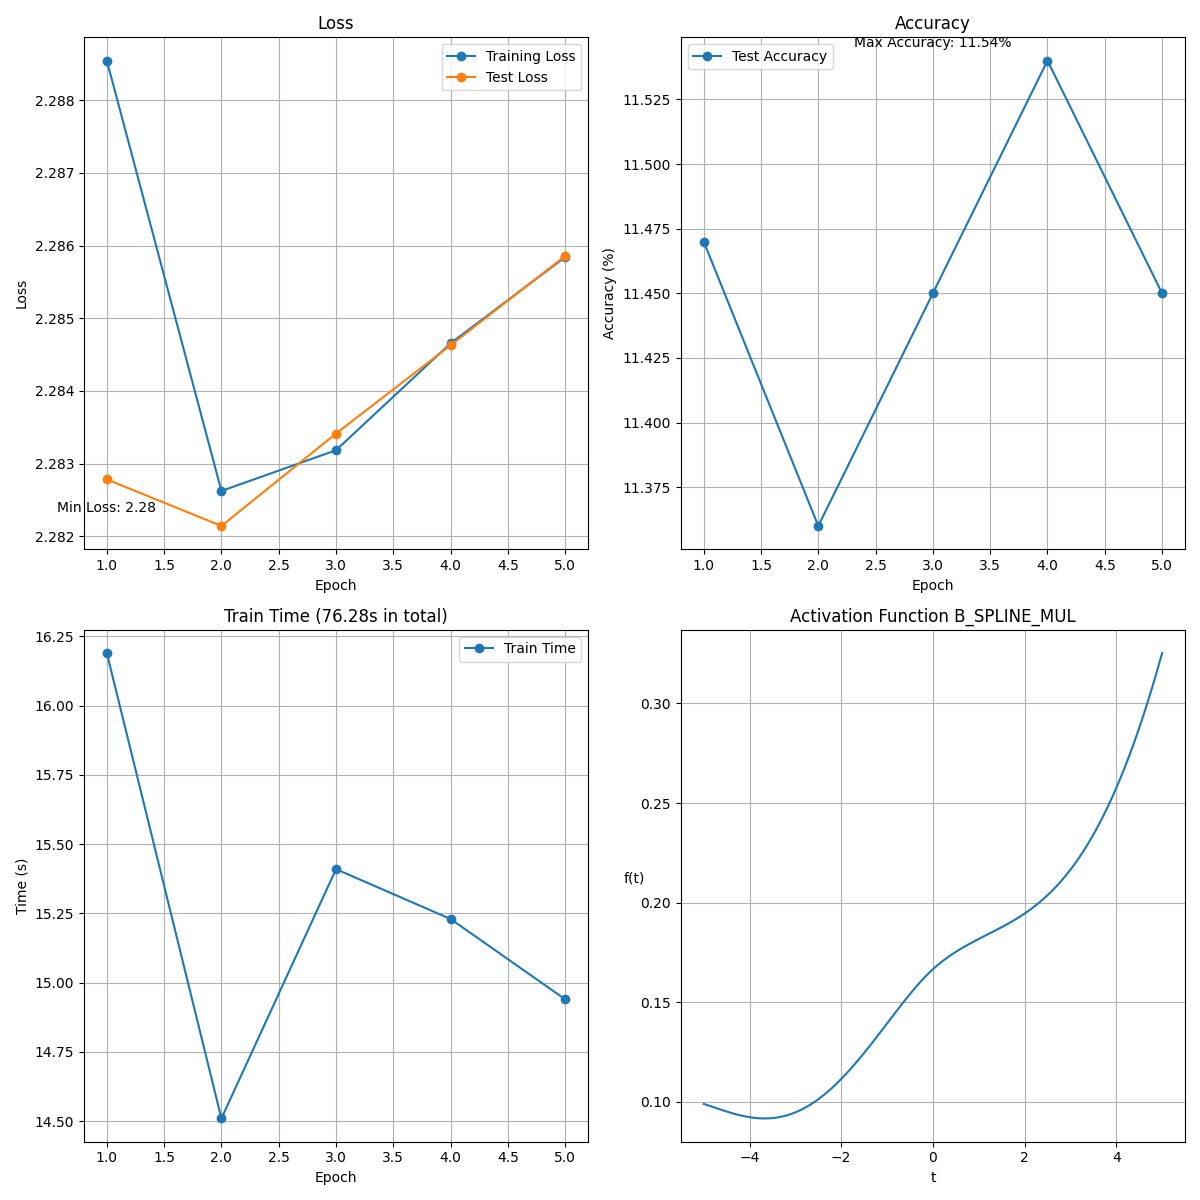 Loss
Training Loss
Test Loss
Min Loss: 2.28
2.288
2.287
2.286
2.285
2.284
2.283
2.282
Loss
1.0 1.5 2.0 2.5 3.0 3.5 4.0 4.5 5.0
Epoch
Accuracy
Max Accuracy: 11.54%
Test Accuracy
11.525
11.500
11.475
11.450
11.425
11.400
11.375
Accuracy (%)
1.0 1.5 2.0 2.5 3.0 3.5 4.0 4.5 5.0
Epoch
Train Time (76.28s in total)
Train Time
16.25
16.00
15.75
15.50
15.25
15.00
14.75
14.50
Time (s)
1.0 1.5 2.0 2.5 3.0 3.5 4.0 4.5 5.0
Epoch
Activation Function B_SPLINE_MUL
0.30
0.25
0.20
0.15
0.10
f(t)
−4 −2 0 2 4
t